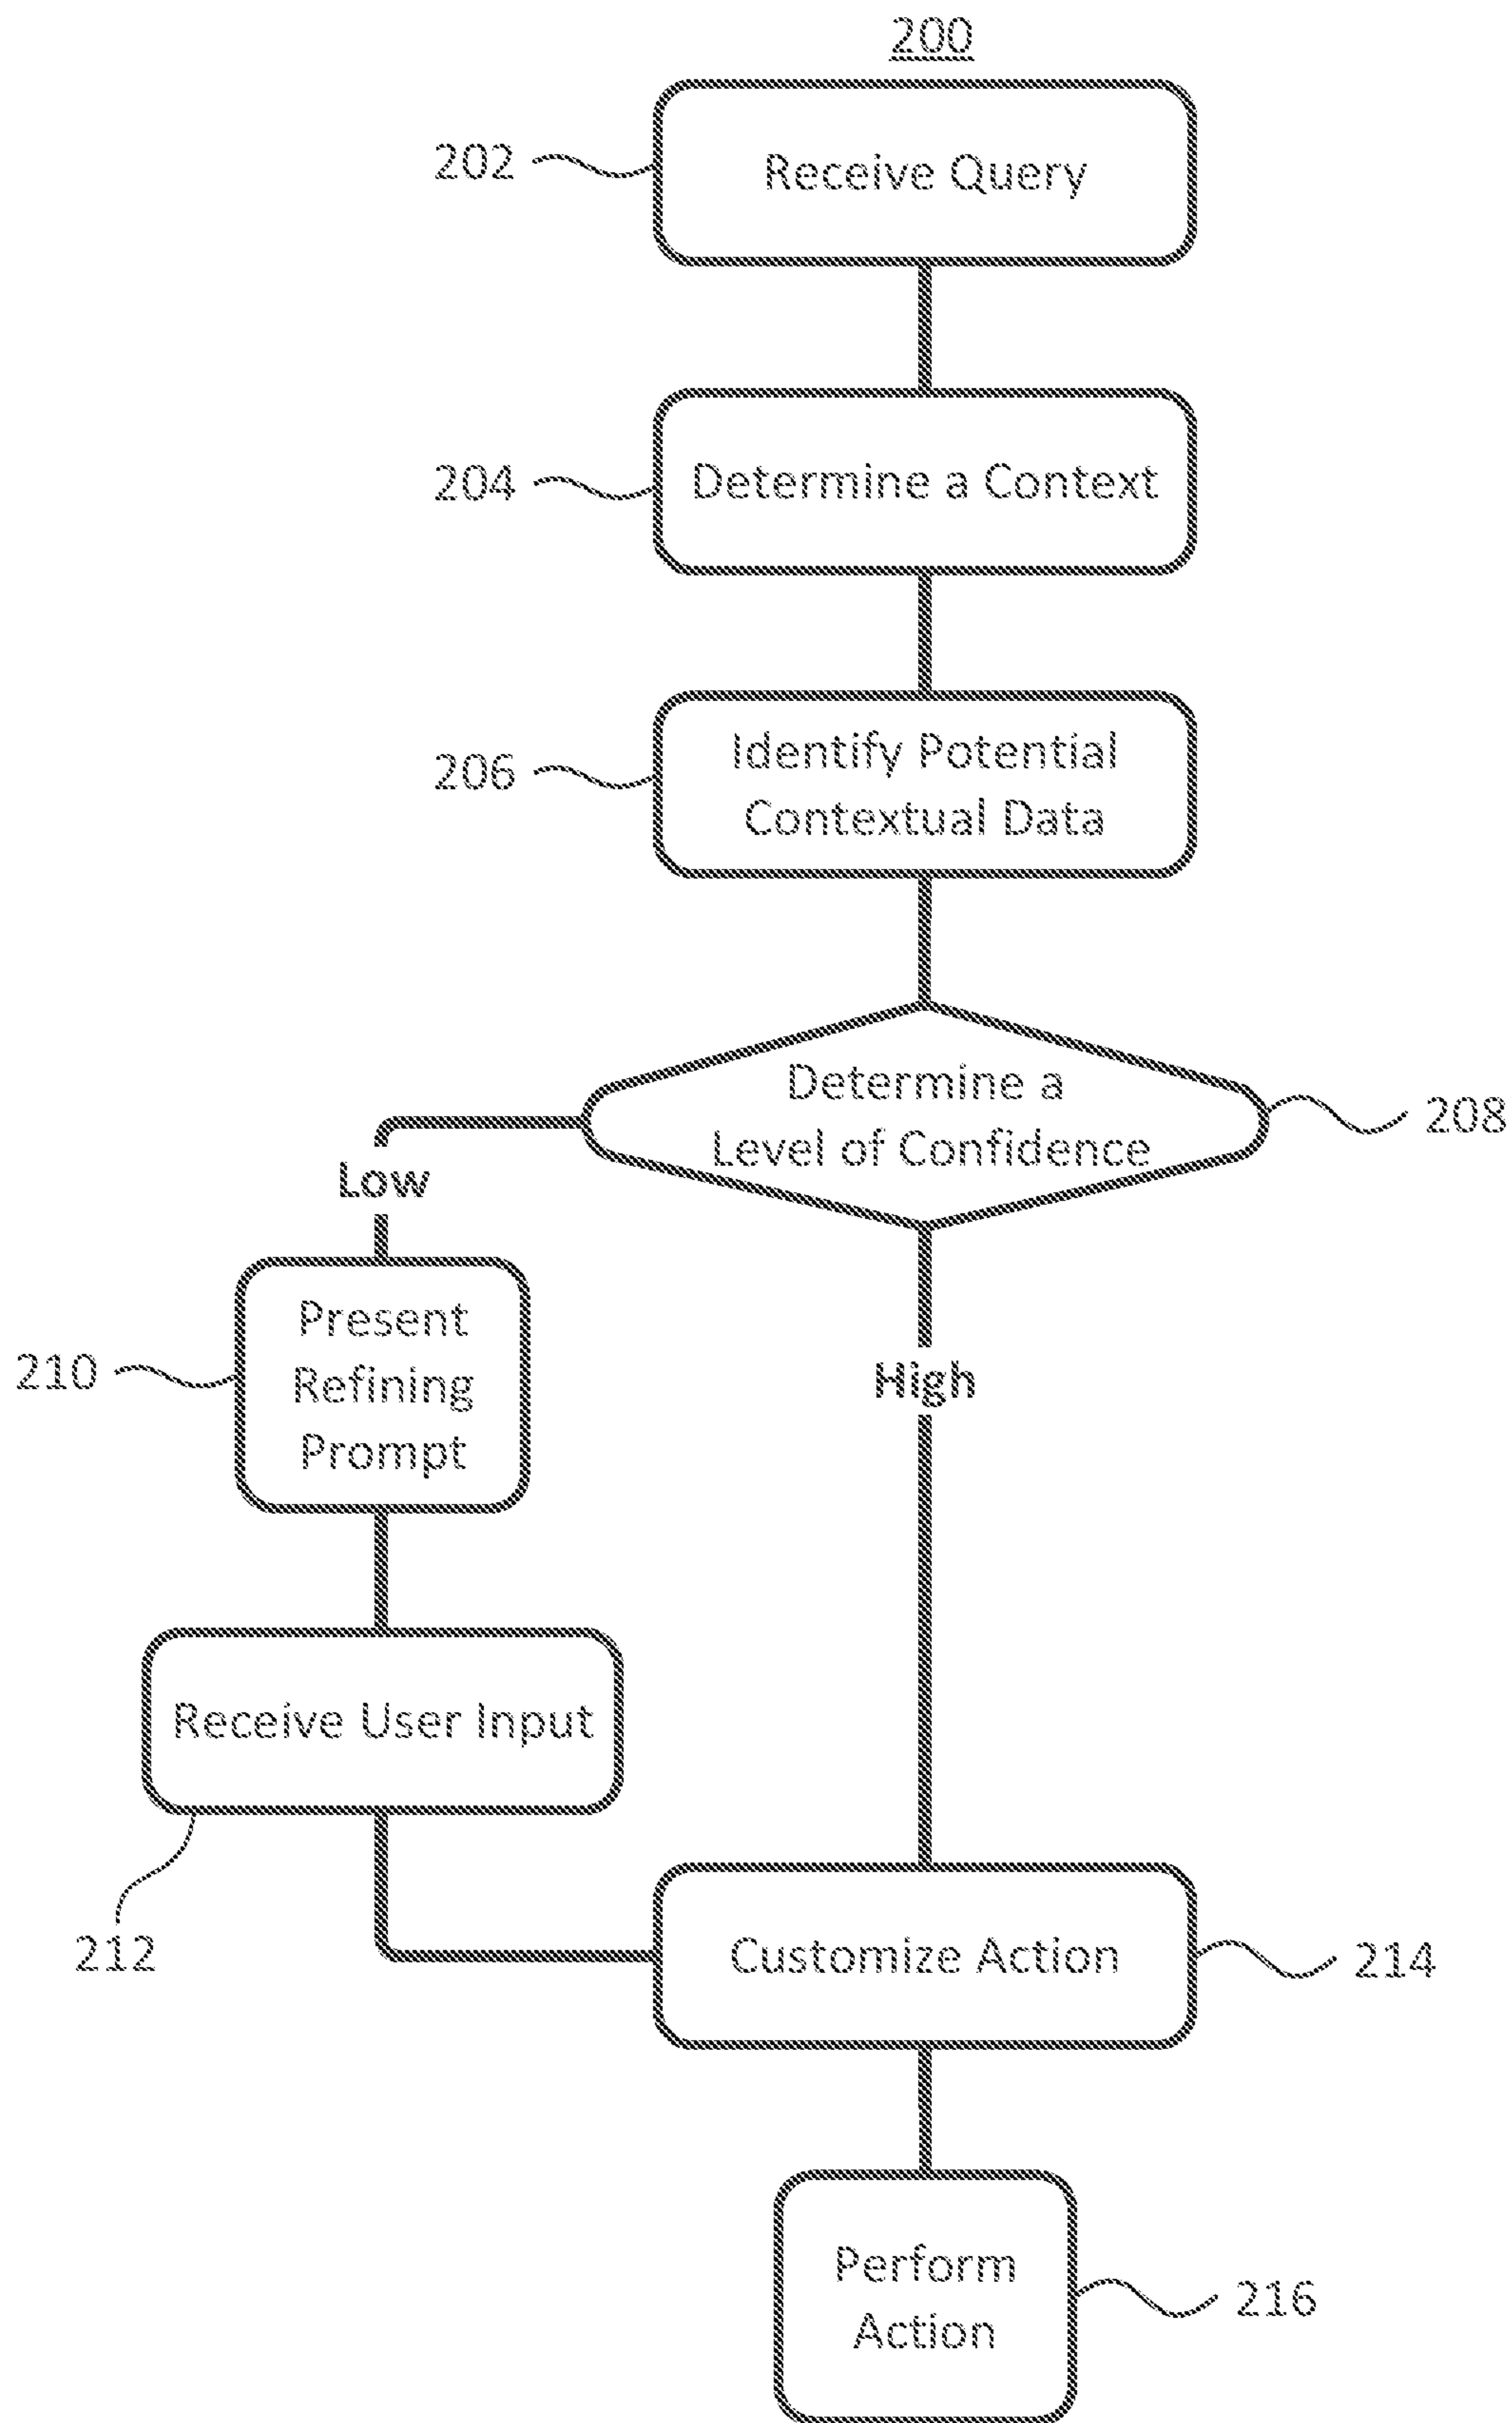 200
202
Receive Query
204
Determine a Context
206
Identify Potential
Contextual Data
Determine a
Level of Confidence
208
Low
High
210
Present
Refining
Prompt
Receive User Input
212
Customize Action
214
Perform
Action
216